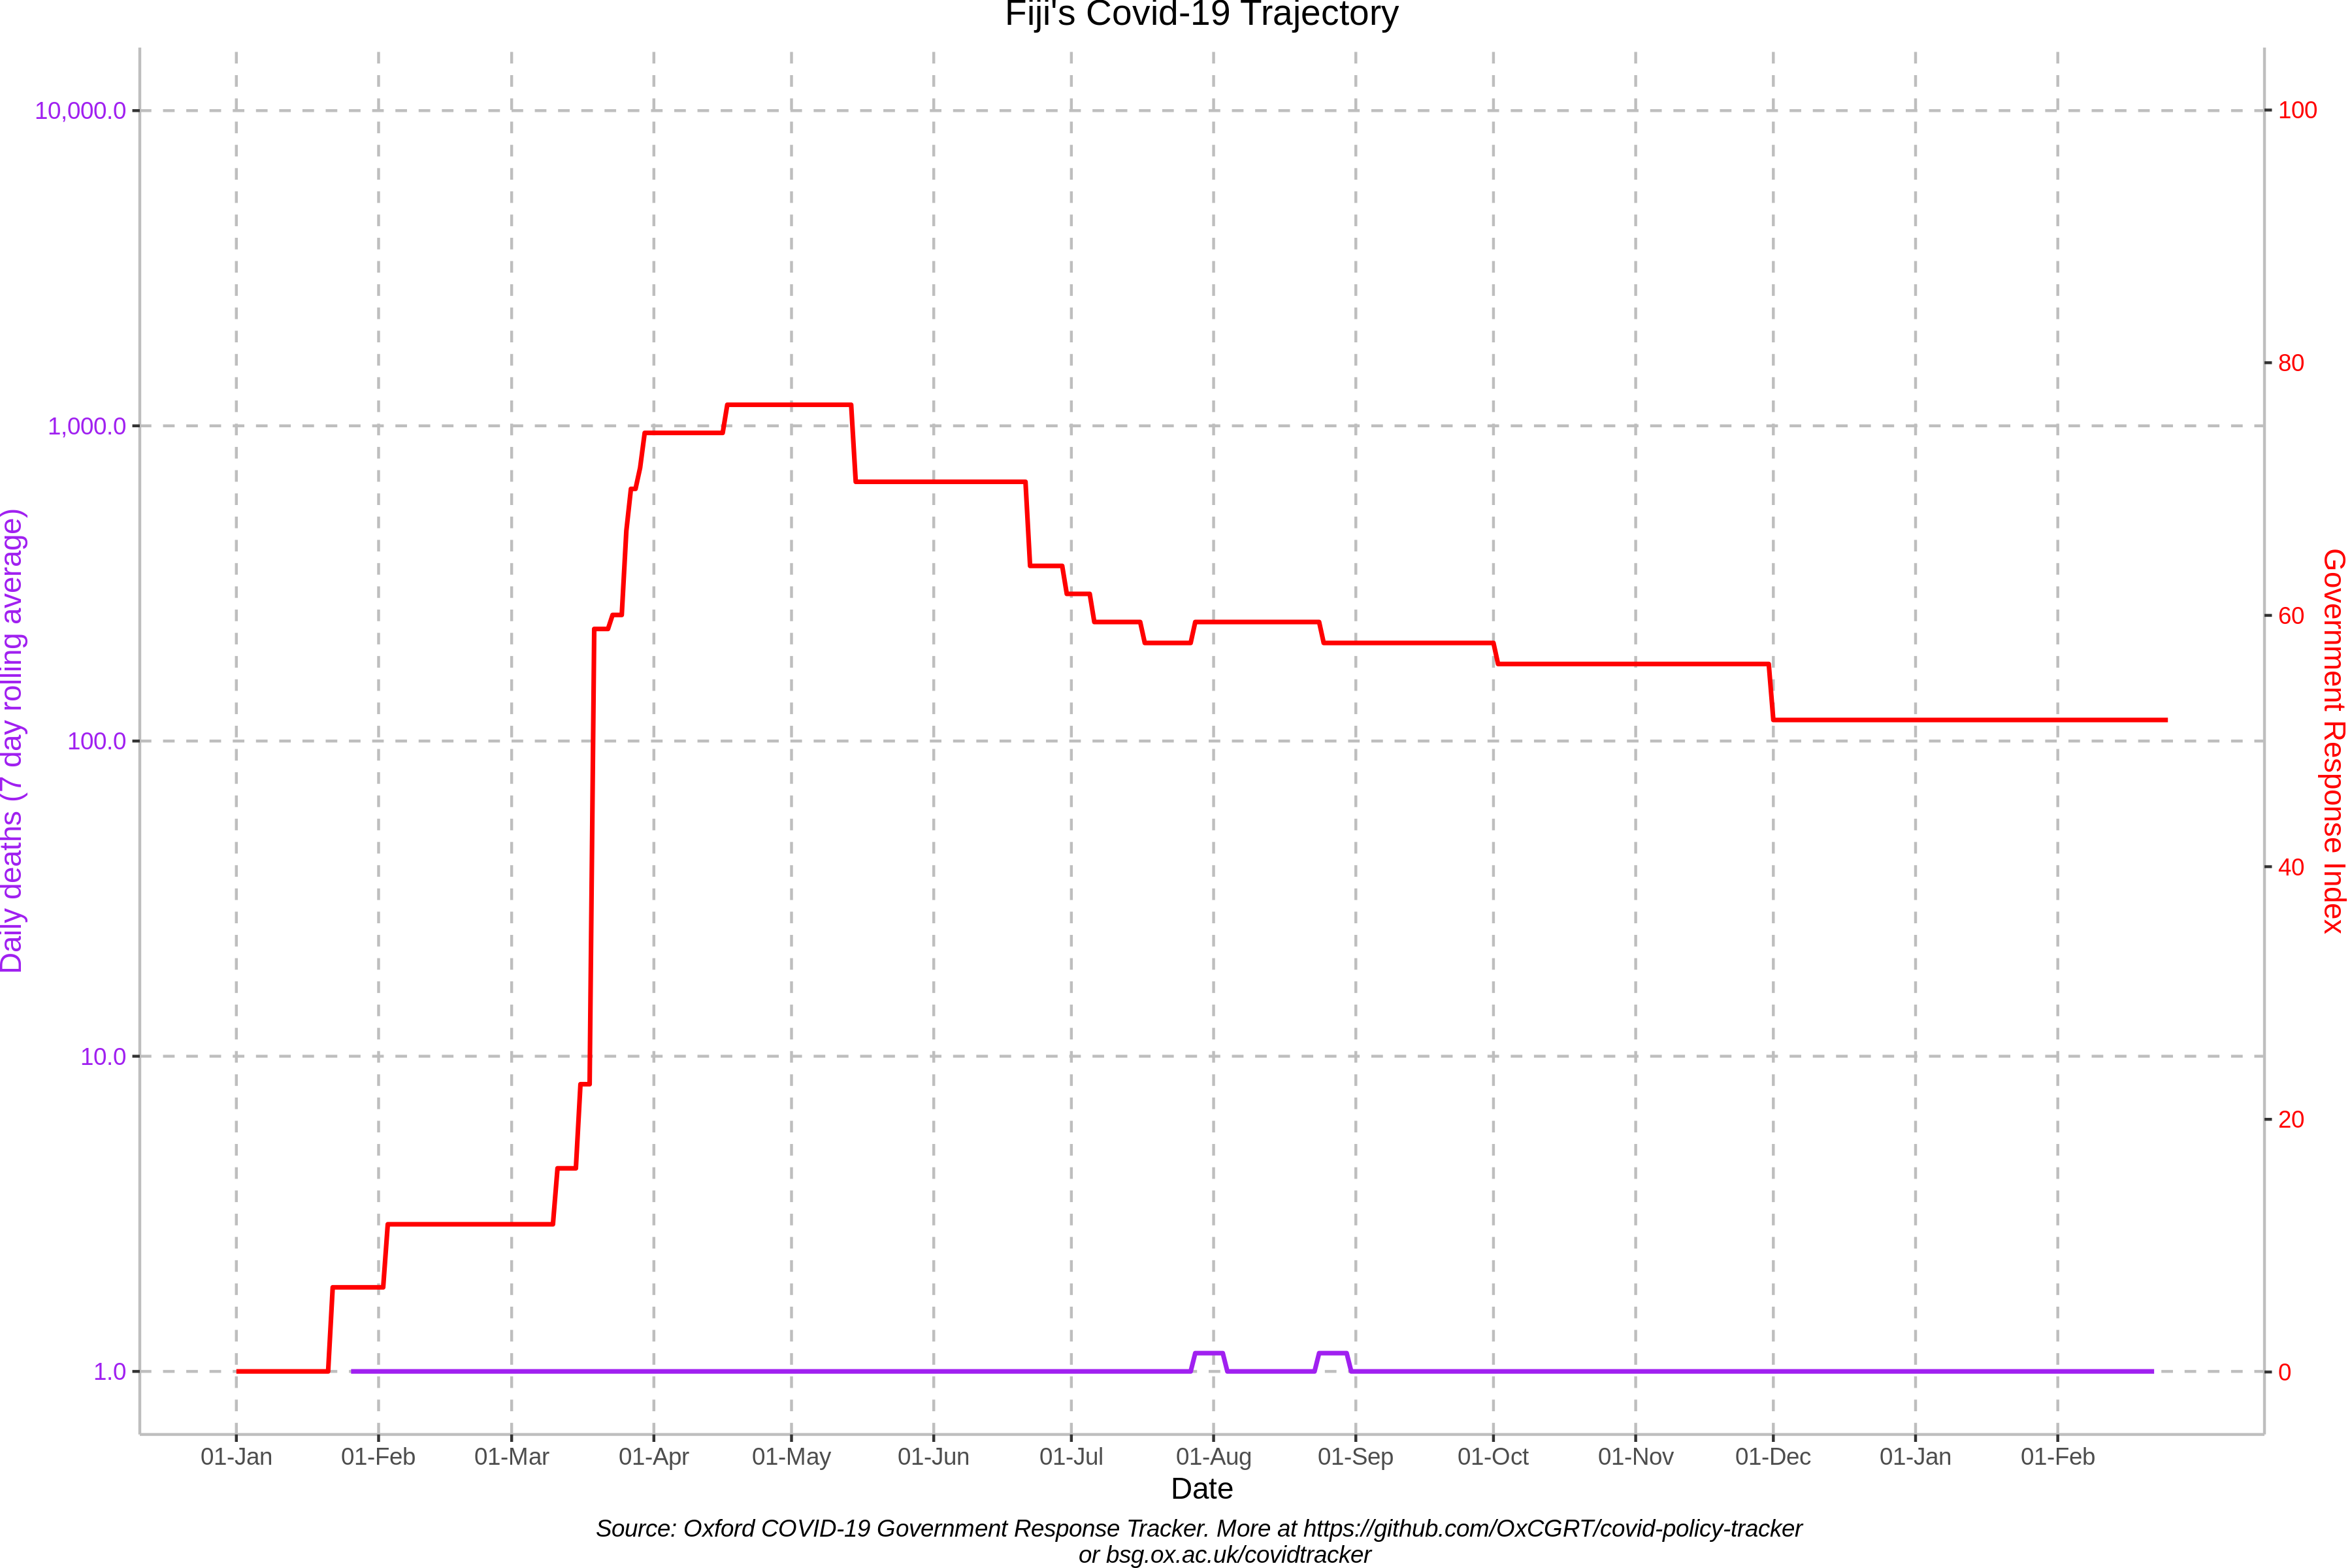 Fiji's Covid-19 Trajectory
10,000.0
1,000.0
100.0
10.0
1.0
Daily deaths (7 day rolling average)
100
80
60
40
20
0
Government Response Index
01-Jan
01-Feb
01-Mar
01-Apr
01-May
01-Jun
01-Jul
01-Aug
01-Sep
01-Oct
01-Nov
01-Dec
01-Jan
01-Feb
Date
Source: Oxford COVID-19 Government Response Tracker. More at https://github.com/OxCGRT/covid-policy-tracker
or bsg.ox.ac.uk/covidtracker